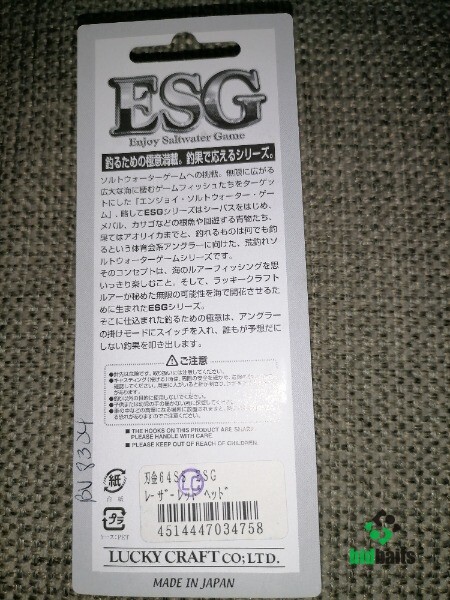 ESG
Enjoy Saltwater Game
釣るための極意満載。釣果で応えるシリーズ。
ソルトウォーターゲームへの挑戦。無限に広がる
広大な海に棲むゲームフィッシュたちをターゲッ
トにした「エンジョイ・ソルトウォーター・ゲー
ム」、略してESGシリーズはシーバスをはじめ、
メバル、カサゴなどの根魚や回遊する青物たち、
果てはアオリイカまでと、釣れるものは何でも釣
るという体育会系アングラーに向けた、荒釣れソ
ルトウォーターゲームシリーズです。
そのコンセプトは、海のルアーフィッシングを思
いっきり楽しむこと。そして、ラッキークラフト
ルアーが秘めた無限の可能性を海で開花させるた
めに生まれたESGシリーズ。
そこに仕込まれた釣るための極意は、アングラー
の掛けモードにスイッチを入れ、誰もが予想だに
しない釣果を叩き出します。
ご注意
■ THE HOOKS ON THIS PRODUCT ARE
PLEASE HANDLE WITH CARE.
■ PLEASE KEEP OUT OF REACH OF CHILDREN.
紙
台紙
プラ
LC
ESG
レーザーレッド ヘッド
4514447034758
LUCKY CRAFT CO; LTD.
MADE IN JAPAN
baits